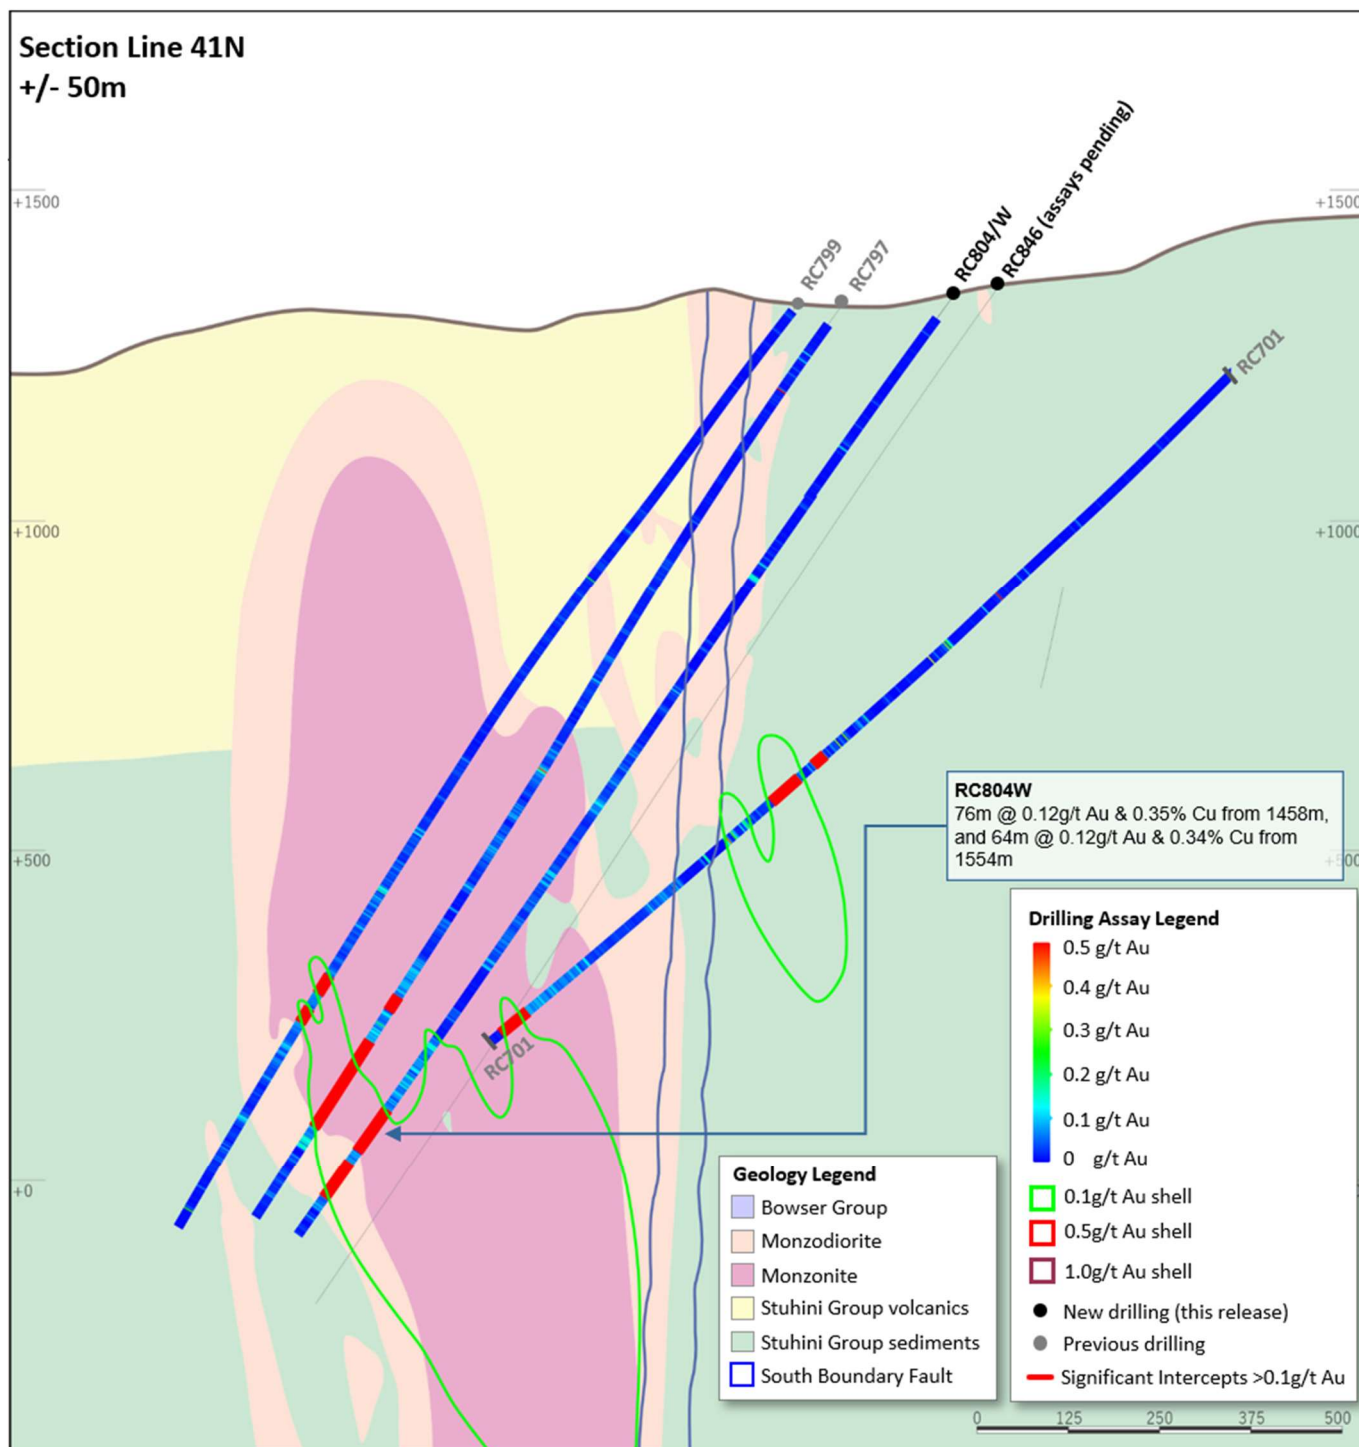 Section Line 41N
+/- 50m
RC846 (assays pending)
RC804/W
RC799
RC797
+1500
+1500
RC701
+1000
+1000
RC804W
76m @ 0.12g/t Au & 0.35% Cu from 1458m,
and 64m @ 0.12g/t Au & 0.34% Cu from
1554m
+500
+500
Drilling Assay Legend
0.5 g/t Au
0.4 g/t Au
0.3 g/t Au
0.2 g/t Au
0.1 g/t Au
0 g/t Au
0.1g/t Au shell
0.5g/t Au shell
1.0g/t Au shell
New drilling (this release)
Previous drilling
Significant Intercepts >0.1g/t Au
RC701
+0
Geology Legend
Bowser Group
Monzodiorite
Monzonite
Stuhini Group volcanics
Stuhini Group sediments
South Boundary Fault
0 125 250 375 500